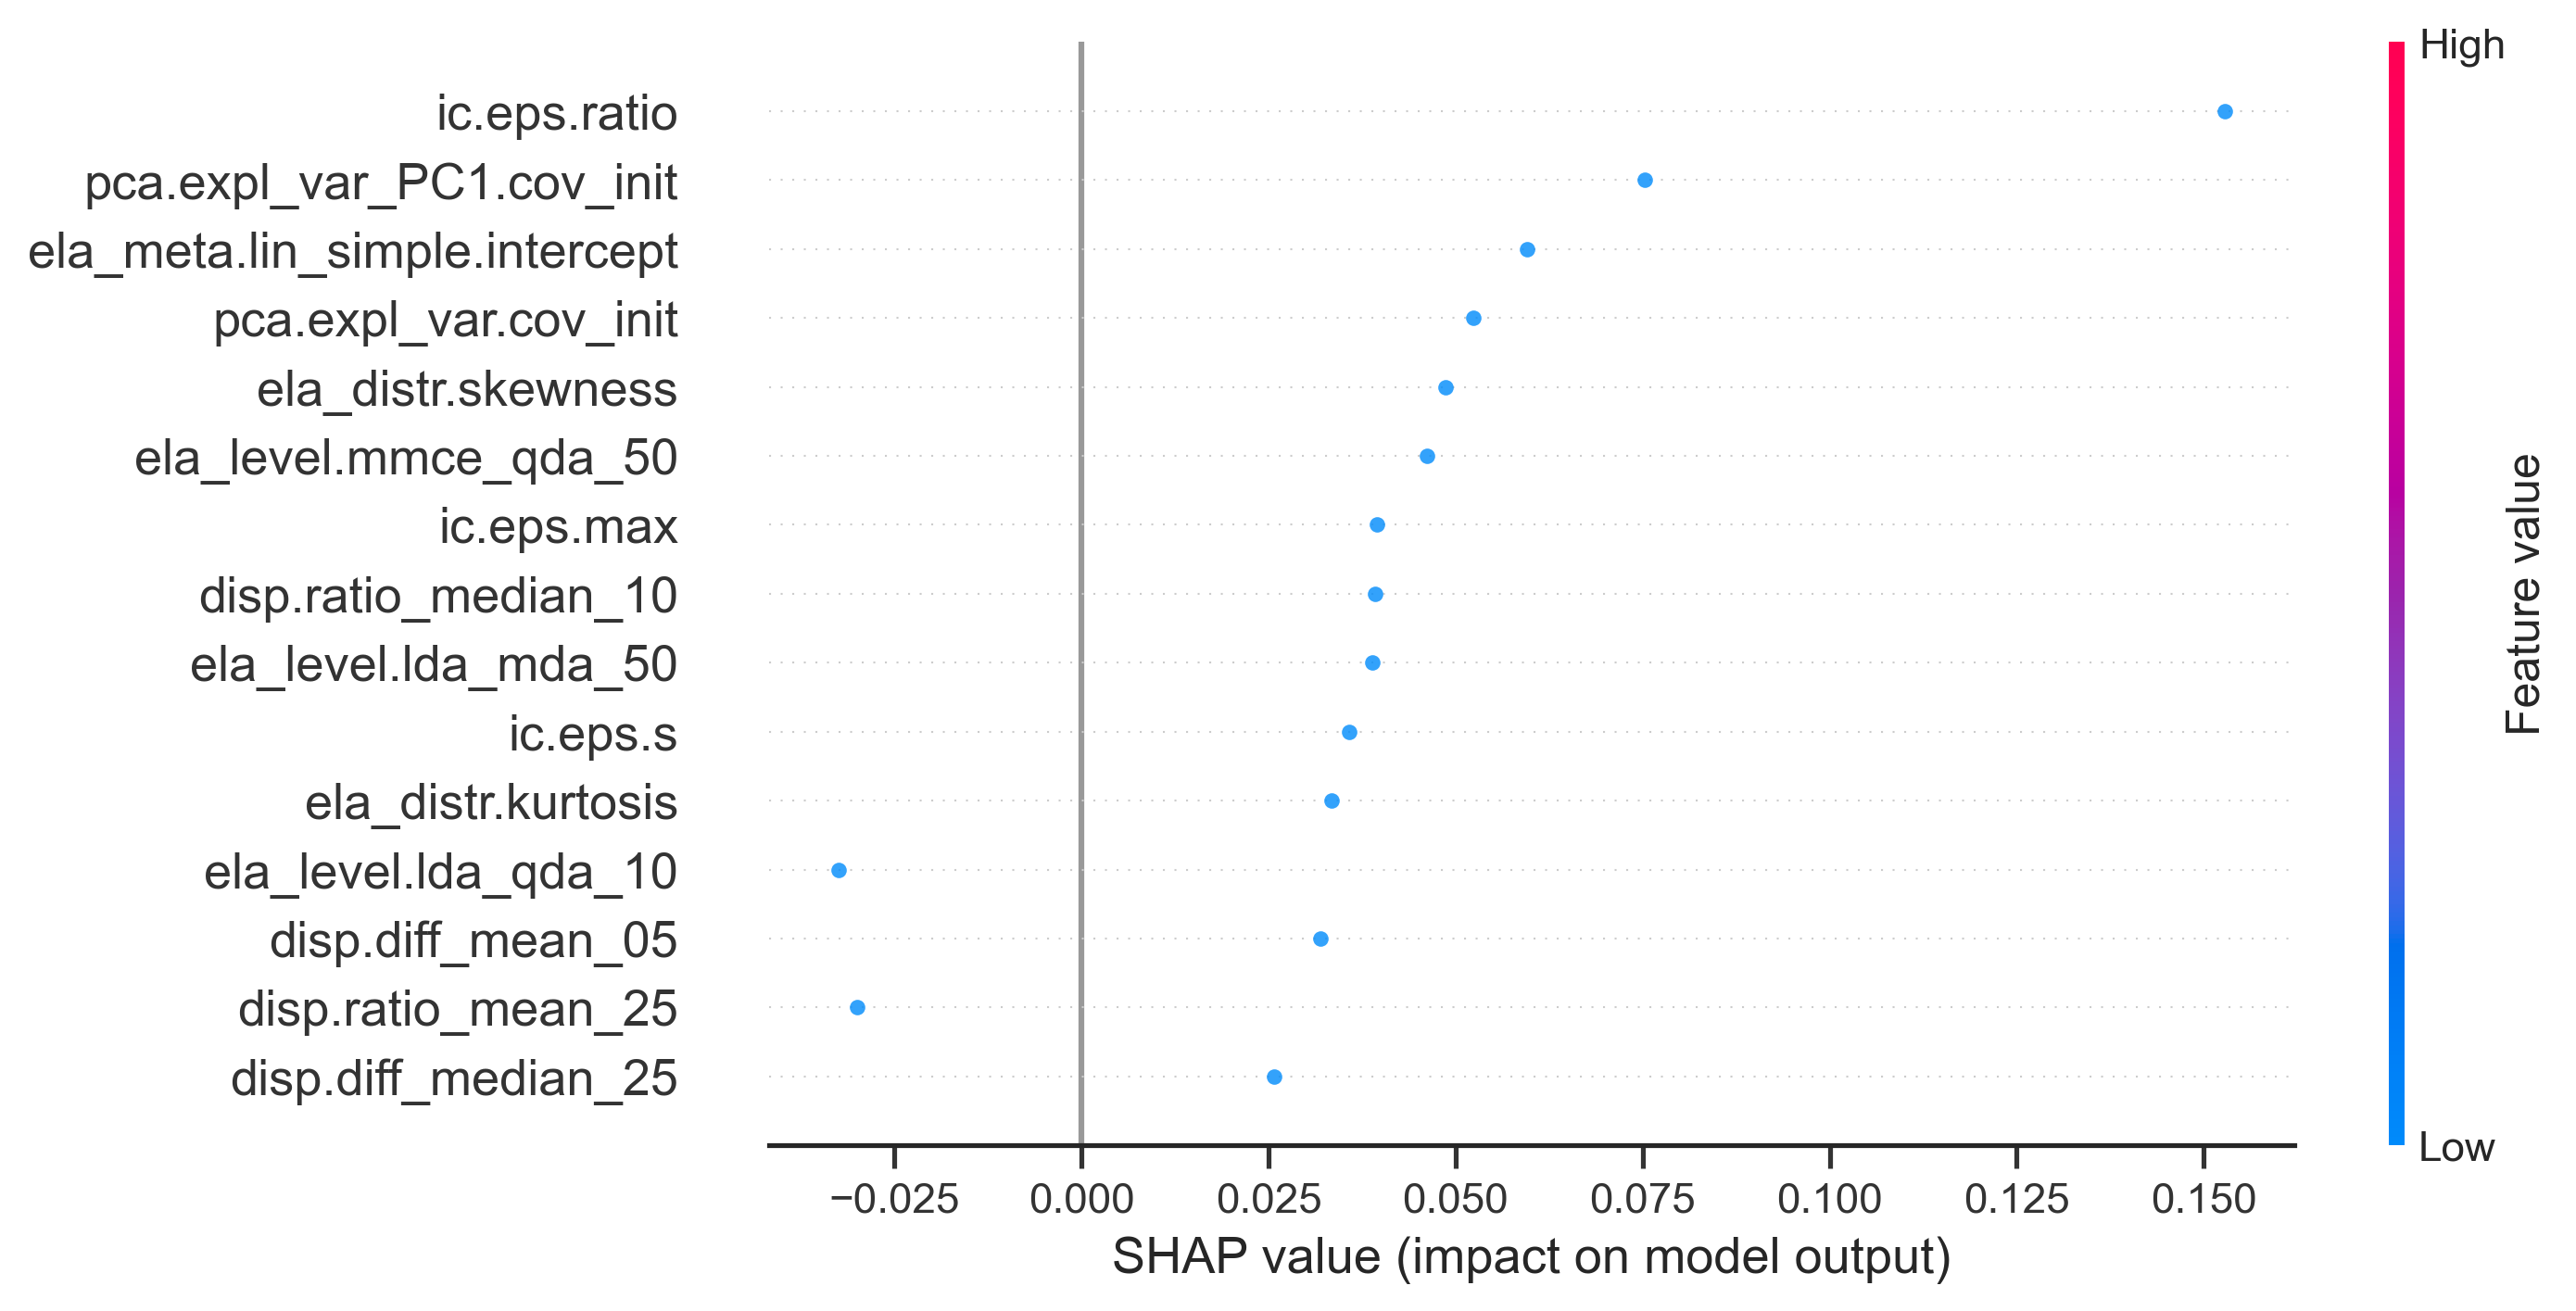 High
ic.eps.ratio
pca.expl_var_PC1.cov_init
ela_meta.lin_simple.intercept
pca.expl_var.cov_init
ela_distr.skewness
ela_level.mmce_qda_50
ic.eps.max
disp.ratio_median_10
ela_level.lda_mda_50
ic.eps.s
ela_distr.kurtosis
ela_level.lda_qda_10
disp.diff_mean_05
disp.ratio_mean_25
disp.diff_median_25
Feature value
Low
−0.025 0.000 0.025 0.050 0.075 0.100 0.125 0.150
SHAP value (impact on model output)